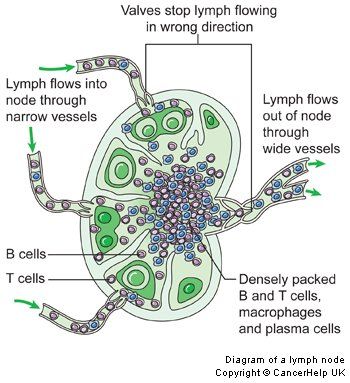 Valves stop lymph flowing
in wrong direction
Lymph flows into
node through
narrow vessels
Lymph flows
out of node
through
wide vessels
B cells
T cells
Densely packed
B and T cells,
macrophages
and plasma cells
Diagram of a lymph node
Copyright © CancerHelp UK